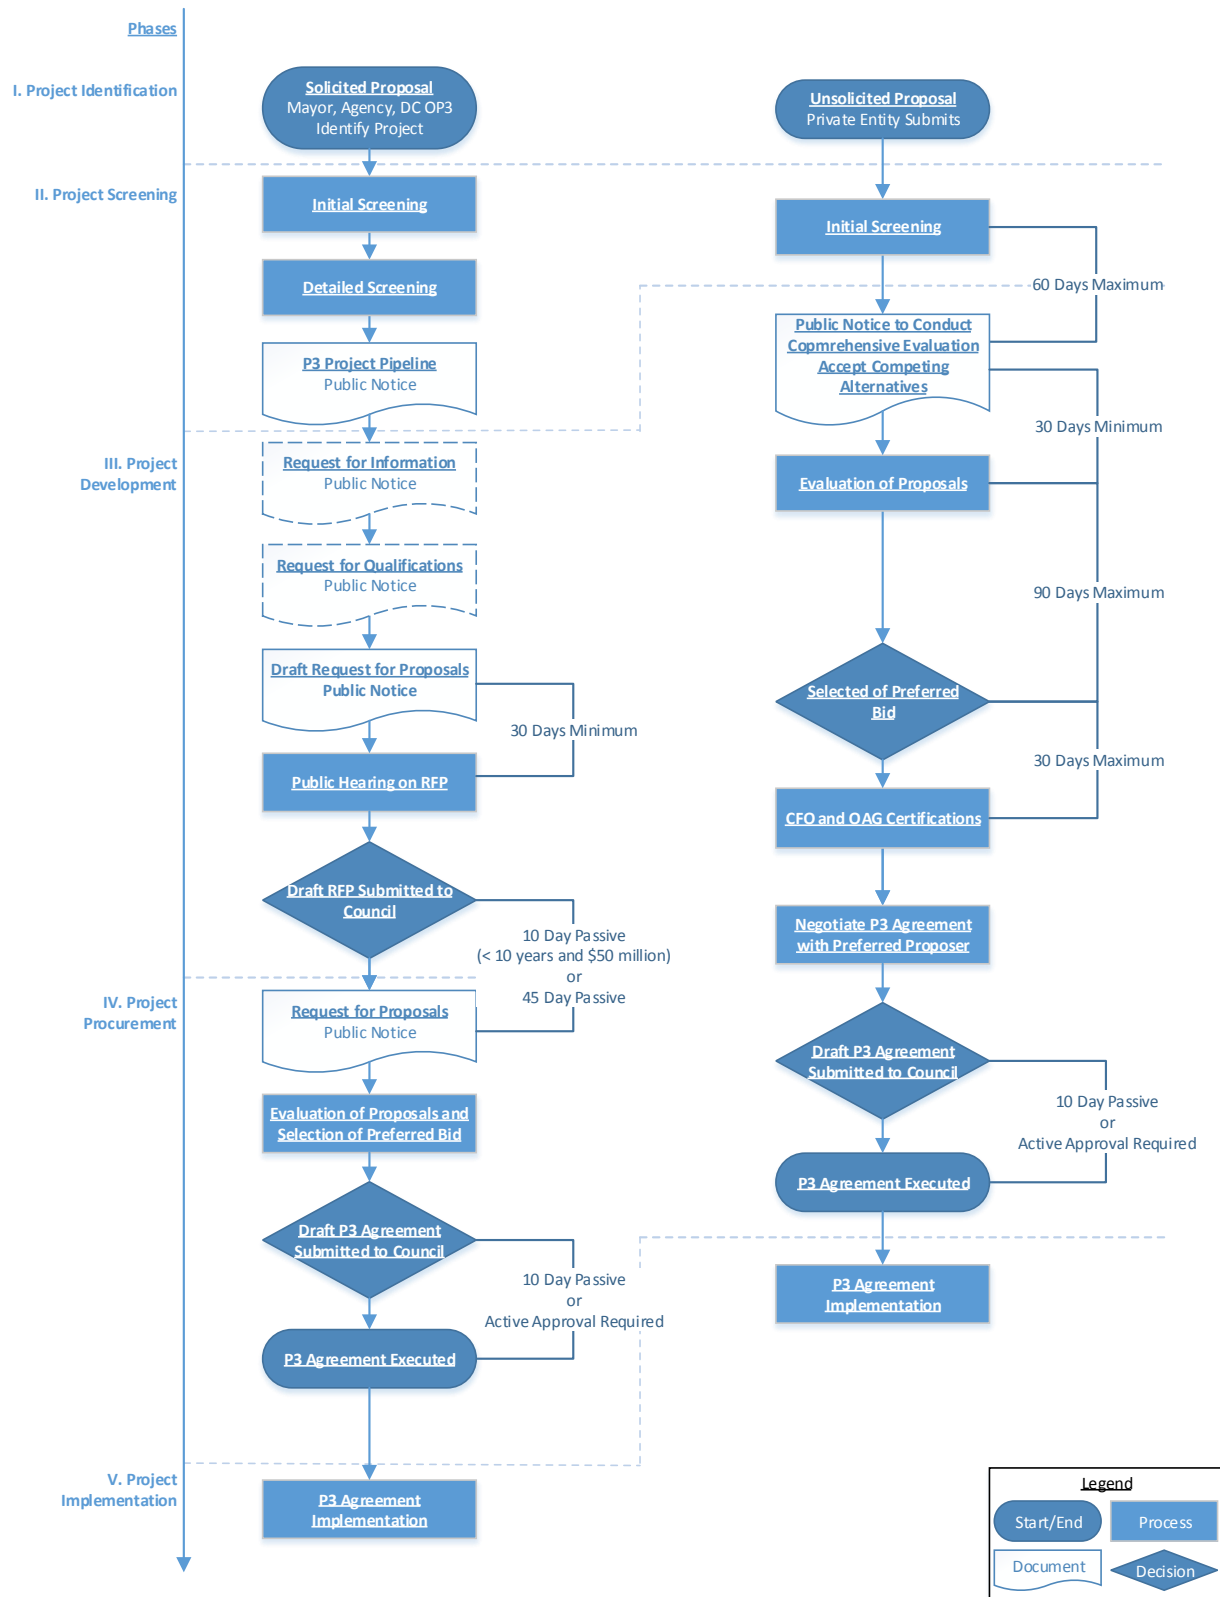 Phases
I. Project Identification
Solicited Proposal
Mayor, Agency, DC OP3
Identify Project
Unsolicited Proposal
Private Entity Submits
II. Project Screening
Initial Screening
Detailed Screening
P3 Project Pipeline
Public Notice
Initial Screening
60 Days Maximum
Public Notice to Conduct
Copmrehensive Evaluation
Accept Competing
Alternatives
30 Days Minimum
III. Project
Development
Request for Information
Public Notice
Request for Qualifications
Public Notice
Draft Request for Proposals
Public Notice
30 Days Minimum
Public Hearing on RFP
Draft RFP Submitted to
Council
10 Day Passive
(< 10 years and $50 million)
or
45 Day Passive
Evaluation of Proposals
90 Days Maximum
Selected of Preferred
Bid
30 Days Maximum
CFO and OAG Certifications
Negotiate P3 Agreement
with Preferred Proposer
IV. Project
Procurement
Request for Proposals
Public Notice
Evaluation of Proposals and
Selection of Preferred Bid
Draft P3 Agreement
Submitted to Council
10 Day Passive
or
Active Approval Required
P3 Agreement Executed
Draft P3 Agreement
Submitted to Council
10 Day Passive
or
Active Approval Required
P3 Agreement Executed
P3 Agreement
Implementation
V. Project
Implementation
P3 Agreement
Implementation
Legend
Start/End
Process
Document
Decision